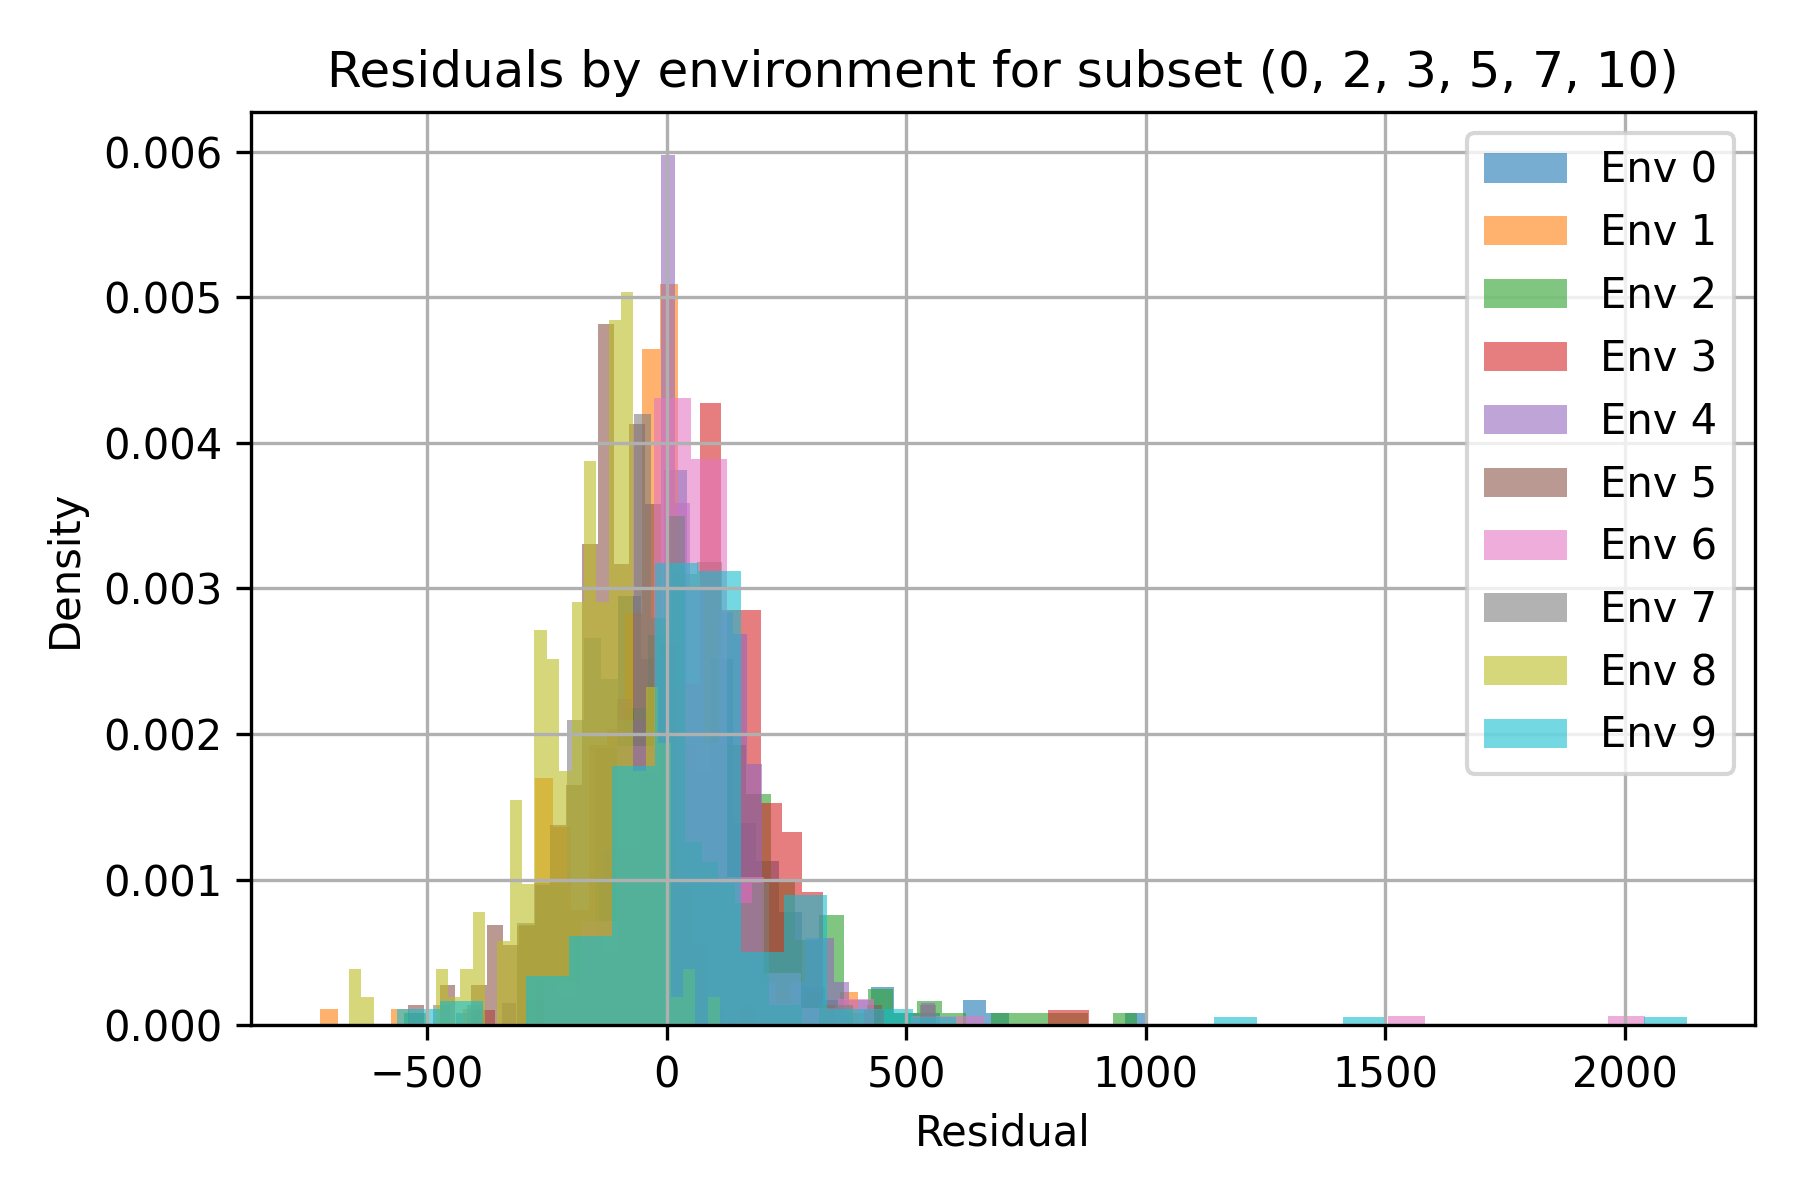 Residuals by environment for subset (0, 2, 3, 5, 7, 10)
0.006
0.005
0.004
0.003
0.002
0.001
0.000
Density
−500
0
500
1000
1500
2000
Residual
Env 0
Env 1
Env 2
Env 3
Env 4
Env 5
Env 6
Env 7
Env 8
Env 9